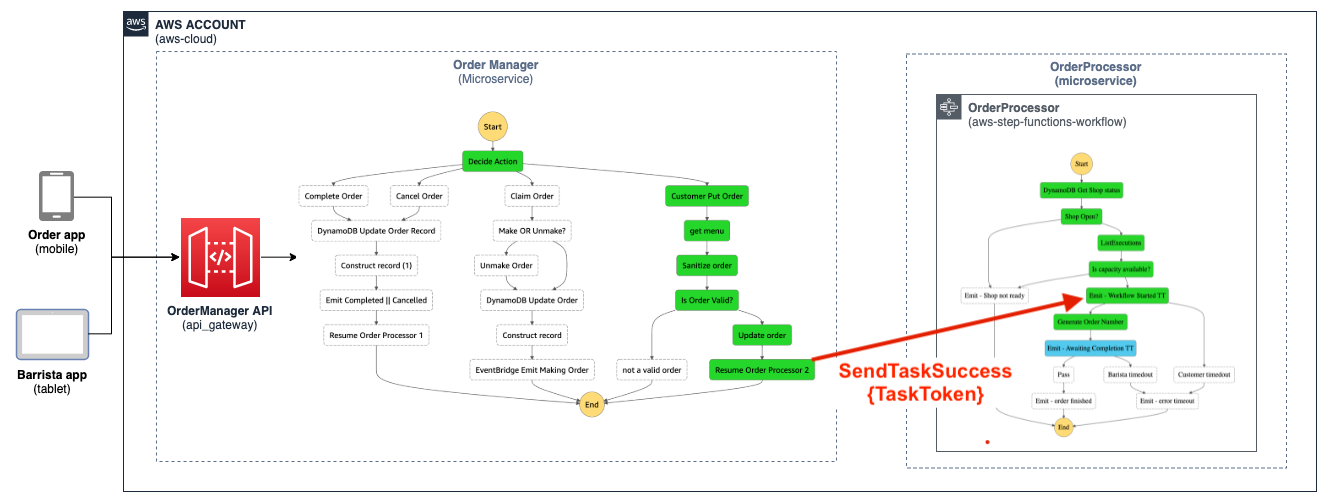 aws
AWS ACCOUNT
(aws-cloud)
Order Manager
(Microservice)
Start
Decide Action
Complete Order
Cancel Order
Claim Order
Customer Put Order
DynamoDB Update Order Record
Make OR Unmake?
get menu
Construct record (1)
Unmake Order
Sanitize order
Emit Completed || Cancelled
DynamoDB Update Order
Is Order Valid?
Resume Order Processor 1
Construct record
Update order
EventBridge Emit Making Order
not a valid order
Resume Order Processor 2
End
Order app
(mobile)
Barrista app
(tablet)
OrderManager API
(api_gateway)
SendTaskSuccess
{TaskToken}
OrderProcessor
(microservice)
OrderProcessor
(aws-step-functions-workflow)
Start
DynamoDB Get Shop status
Shop Open?
ListExecutions
Is capacity available?
Emit - Shop not ready
Emit - Workflow Started TT
Generate Order Number
Emit - Awaiting Completion TT
Pass
Barista timedout
Customer timedout
Emit - order finished
Emit - error timeout
End